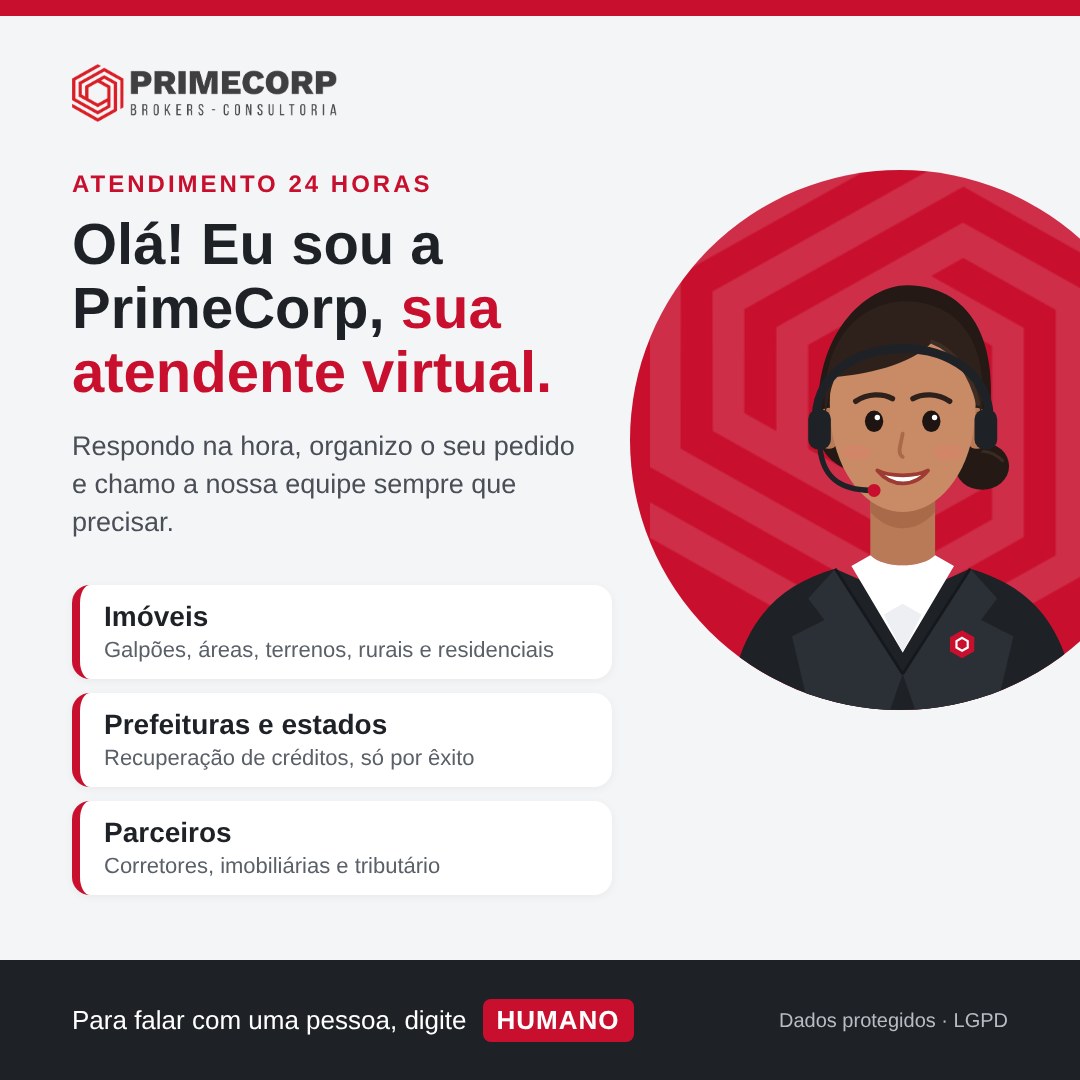 PRIMECORP
BROKERS - CONSULTORIA
ATENDIMENTO 24 HORAS
Olá! Eu sou a
PrimeCorp, sua
atendente virtual.
Respondo na hora, organizo o seu pedido
e chamo a nossa equipe sempre que
precisar.
Imóveis
Galpões, áreas, terrenos, rurais e residenciais
Prefeituras e estados
Recuperação de créditos, só por êxito
Parceiros
Corretores, imobiliárias e tributário
Para falar com uma pessoa, digite HUMANO
Dados protegidos · LGPD